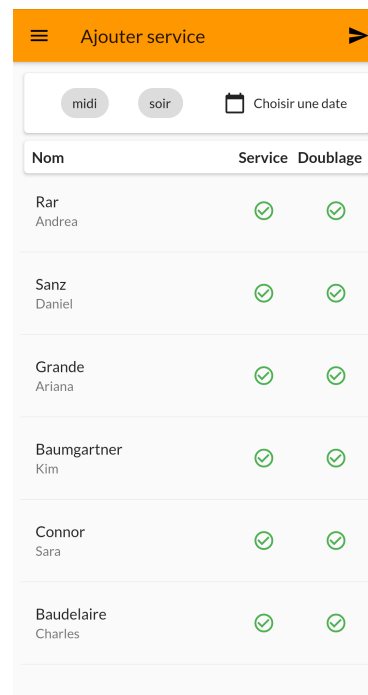 Ajouter service
midi soir Choisir une date
Nom Service Doublage
Rar
Andrea
Sanz
Daniel
Grande
Ariana
Baumgartner
Kim
Connor
Sara
Baudelaire
Charles